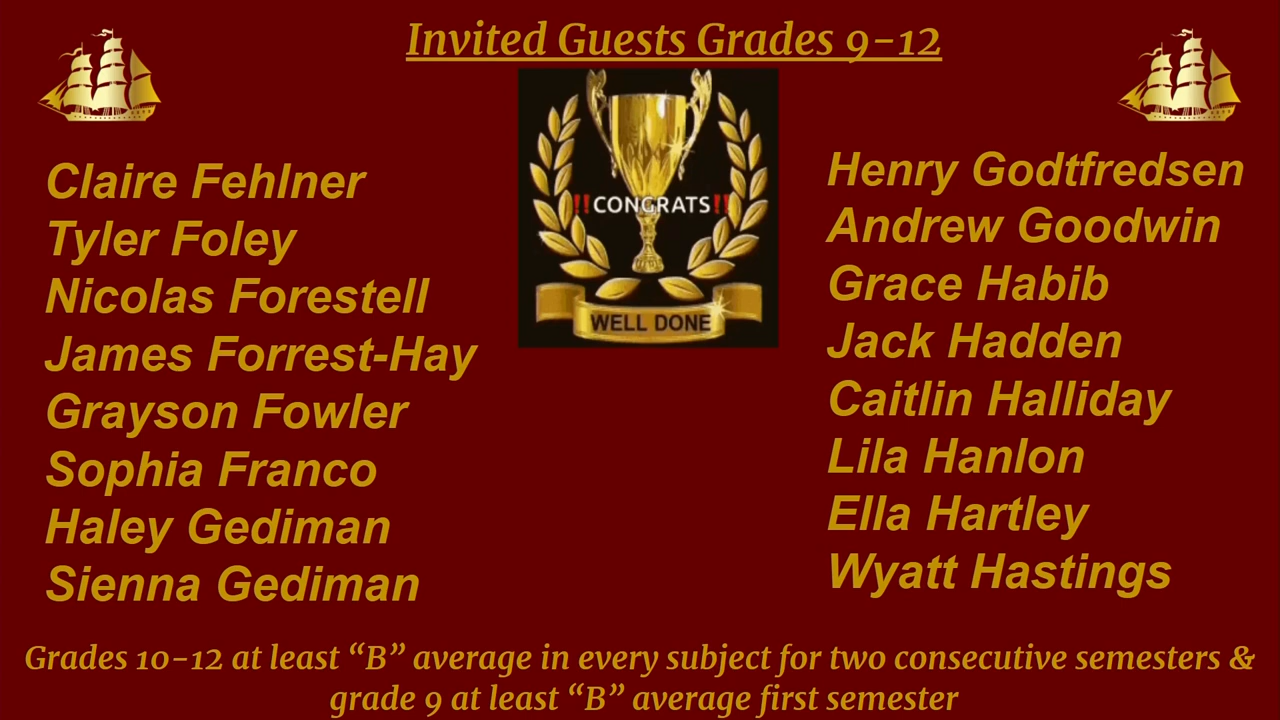 Invited Guests Grades 9-12
Claire Fehlner
Tyler Foley
Nicolas Forestell
James Forrest-Hay
Grayson Fowler
Sophia Franco
Haley Gediman
Sienna Gediman
‼CONGRATS‼
WELL DONE
Henry Godtfredsen
Andrew Goodwin
Grace Habib
Jack Hadden
Caitlin Halliday
Lila Hanlon
Ella Hartley
Wyatt Hastings
Grades 10-12 at least “B” average in every subject for two consecutive semesters &
grade 9 at least “B” average first semester